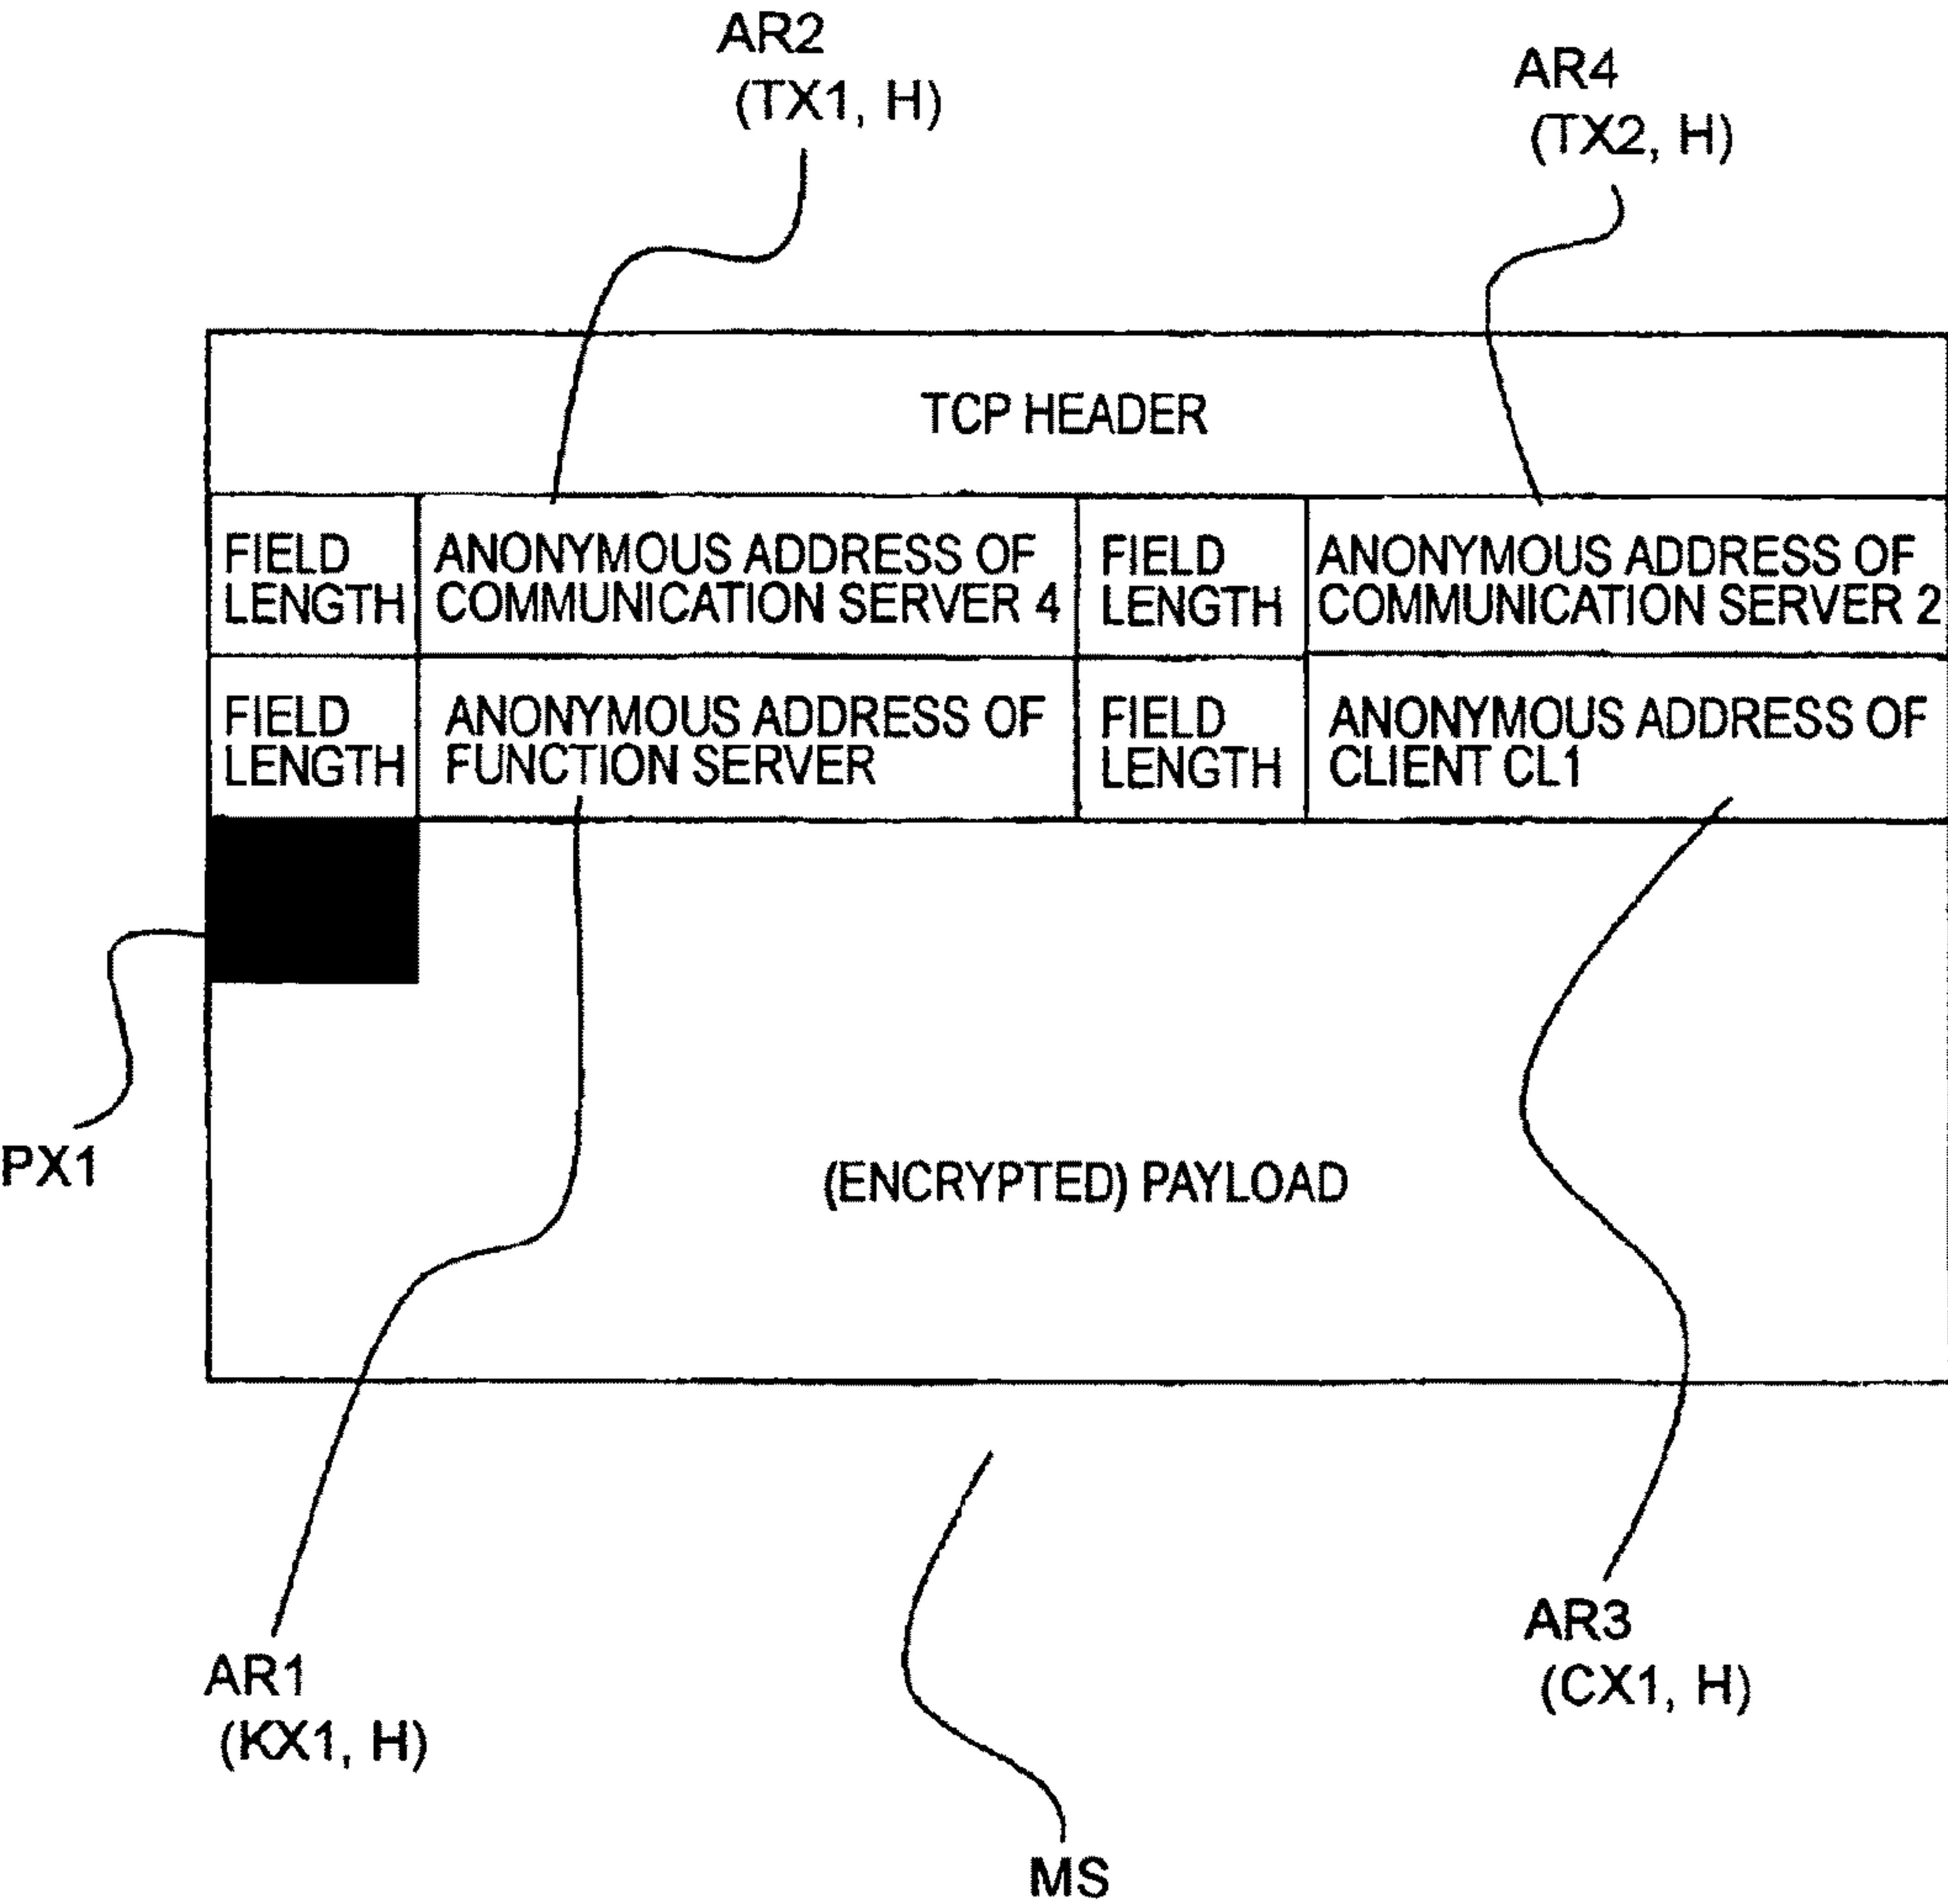 AR2
(TX1, H)
AR4
(TX2, H)
TCP HEADER
FIELD
LENGTH
ANONYMOUS ADDRESS OF
COMMUNICATION SERVER 4
FIELD
LENGTH
ANONYMOUS ADDRESS OF
COMMUNICATION SERVER 2
FIELD
LENGTH
ANONYMOUS ADDRESS OF
FUNCTION SERVER
FIELD
LENGTH
ANONYMOUS ADDRESS OF
CLIENT CL1
PX1
(ENCRYPTED) PAYLOAD
AR1
(KX1, H)
AR3
(CX1, H)
MS